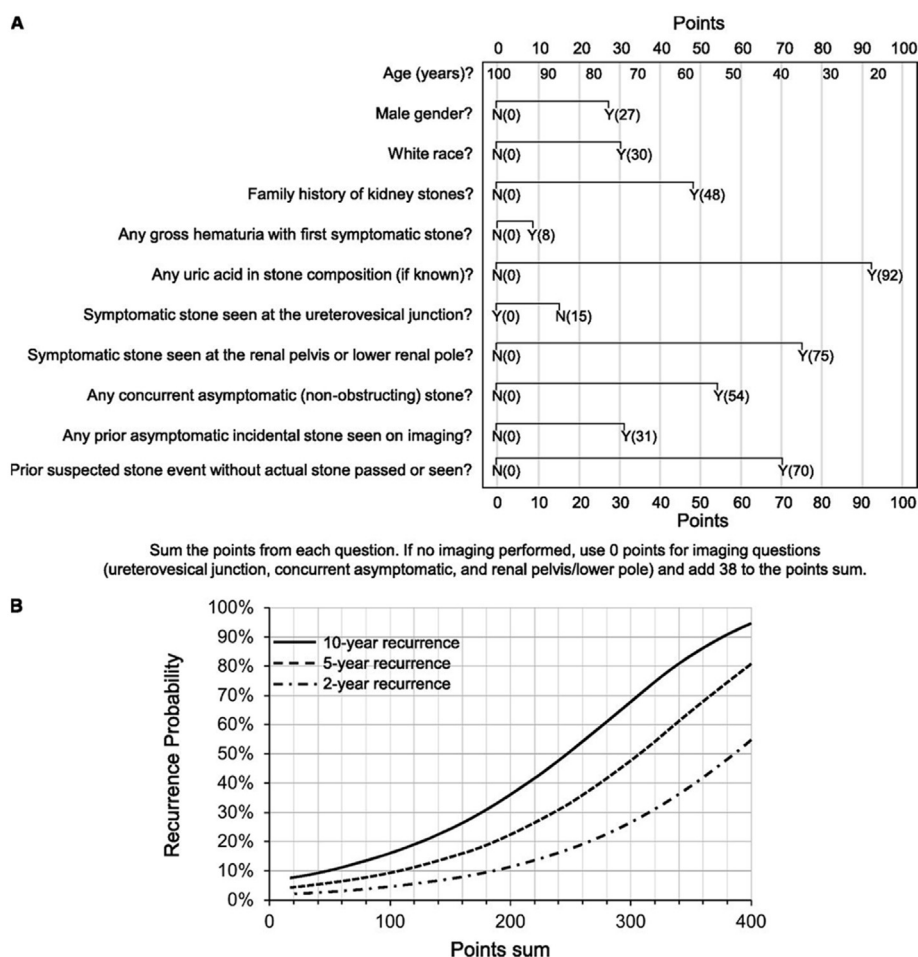 A
Points
0 10 20 30 40 50 60 70 80 90 100
Age (years)? 100 90 80 70 60 50 40 30 20
Male gender? N(0) Y(27)
White race? N(0) Y(30)
Family history of kidney stones? N(0) Y(48)
Any gross hematuria with first symptomatic stone? N(0) Y(8)
Any uric acid in stone composition (if known)? N(0) Y(92)
Symptomatic stone seen at the ureterovesical junction? Y(0) N(15)
Symptomatic stone seen at the renal pelvis or lower renal pole? N(0) Y(75)
Any concurrent asymptomatic (non-obstructing) stone? N(0) Y(54)
Any prior asymptomatic incidental stone seen on imaging? N(0) Y(31)
Prior suspected stone event without actual stone passed or seen? N(0) Y(70)
0 10 20 30 40 50 60 70 80 90 100
Points
Sum the points from each question. If no imaging performed, use 0 points for imaging questions
(ureterovesical junction, concurrent asymptomatic, and renal pelvis/lower pole) and add 38 to the points sum.
B
Recurrence Probability
100%
90%
80%
70%
60%
50%
40%
30%
20%
10%
0%
10-year recurrence
5-year recurrence
2-year recurrence
0 100 200 300 400
Points sum